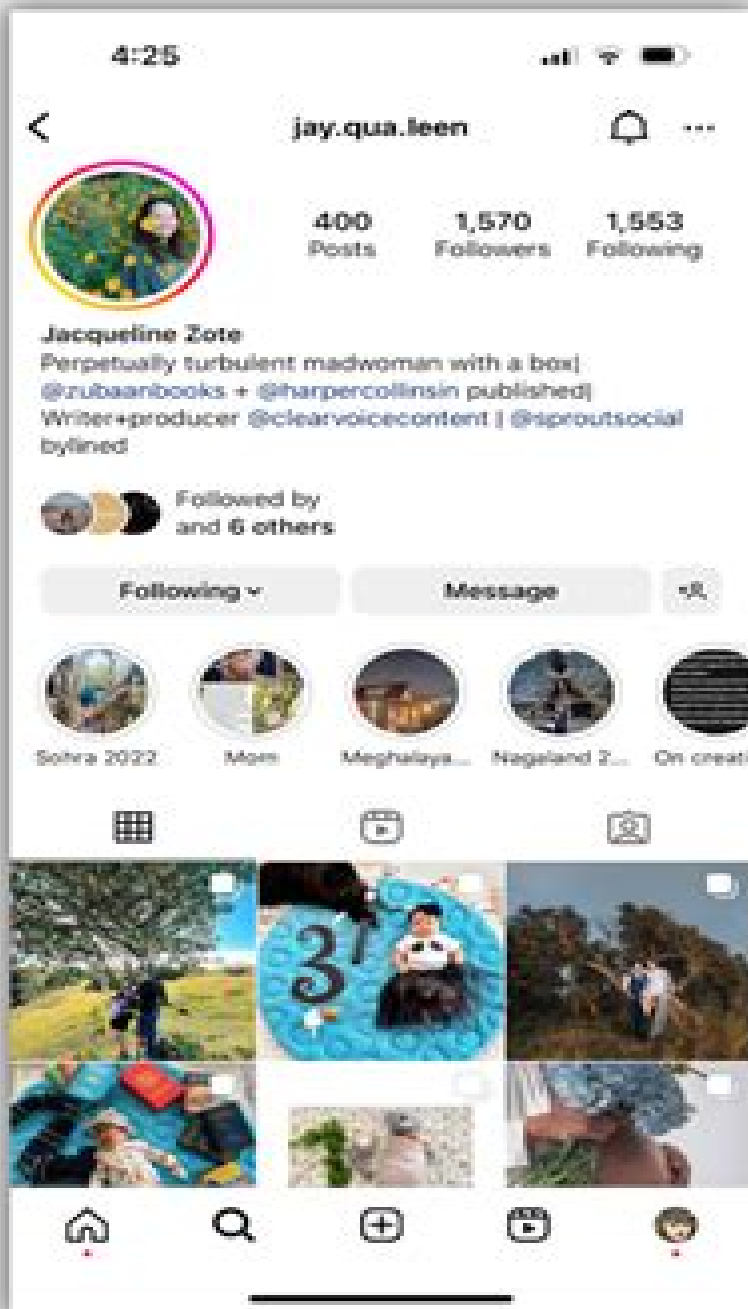 4:25
jay.qua.leen
400
1,570
1,553
Posts
Followers
Following
Jacqueline Zote
Perpetually turbulent madwoman with a box|
@zubaanbooks + @harpercollinsin published|
Writer+producer @clearvoicecontent | @sproutsocial
bylined
Followed by
and 6 others
Following
Message
Sohra 2022
Mom
Meghalaya...
Nagaland 2...
On creati
31